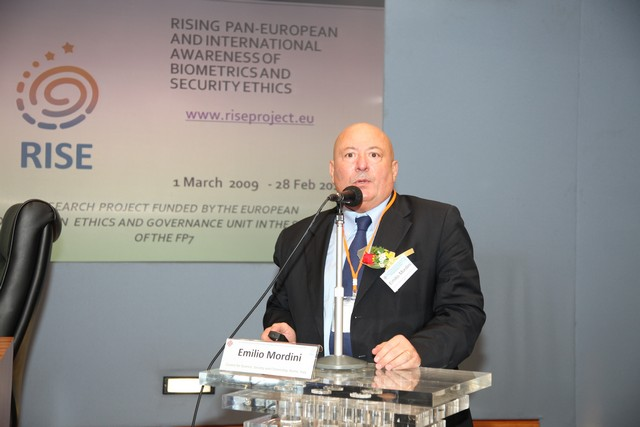 RISING PAN-EUROPEAN
AND INTERNATIONAL
AWARENESS OF
BIOMETRICS AND
SECURITY ETHICS
www.riseproject.eu
RISE
1 March 2009 - 28 Feb
RESEARCH PROJECT FUNDED BY THE EUROPEAN
ETHICS AND GOVERNANCE UNIT IN THE
OF THE FP7
Emilio Mordini